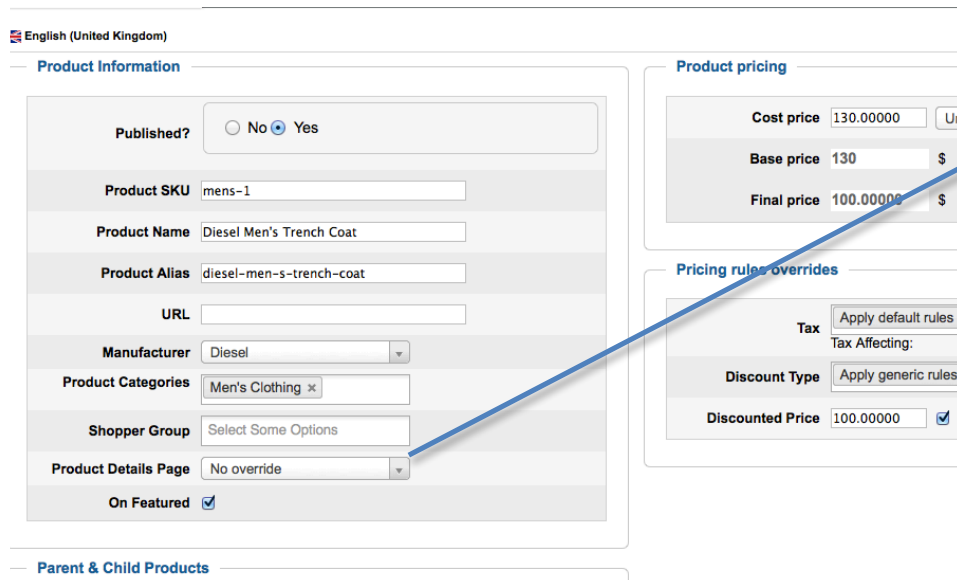 English (United Kingdom)
Product Information
Published?
No Yes
Product SKU mens-1
Product Name Diesel Men's Trench Coat
Product Alias diesel-men-s-trench-coat
URL
Manufacturer Diesel
Product Categories Men's Clothing ×
Shopper Group Select Some Options
Product Details Page No override
On Featured
Parent & Child Products
Product pricing
Cost price 130.00000
Base price 130 $
Final price 100.00000 $
Pricing rules overrides
Tax Apply default rules
Tax Affecting:
Discount Type Apply generic rules
Discounted Price 100.00000